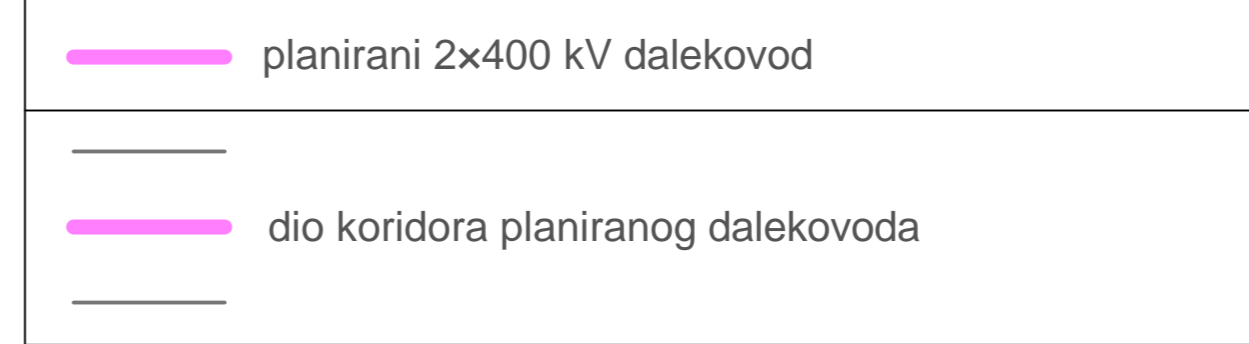 planirani 2×400 kV dalekovod
dio koridora planiranog dalekovoda